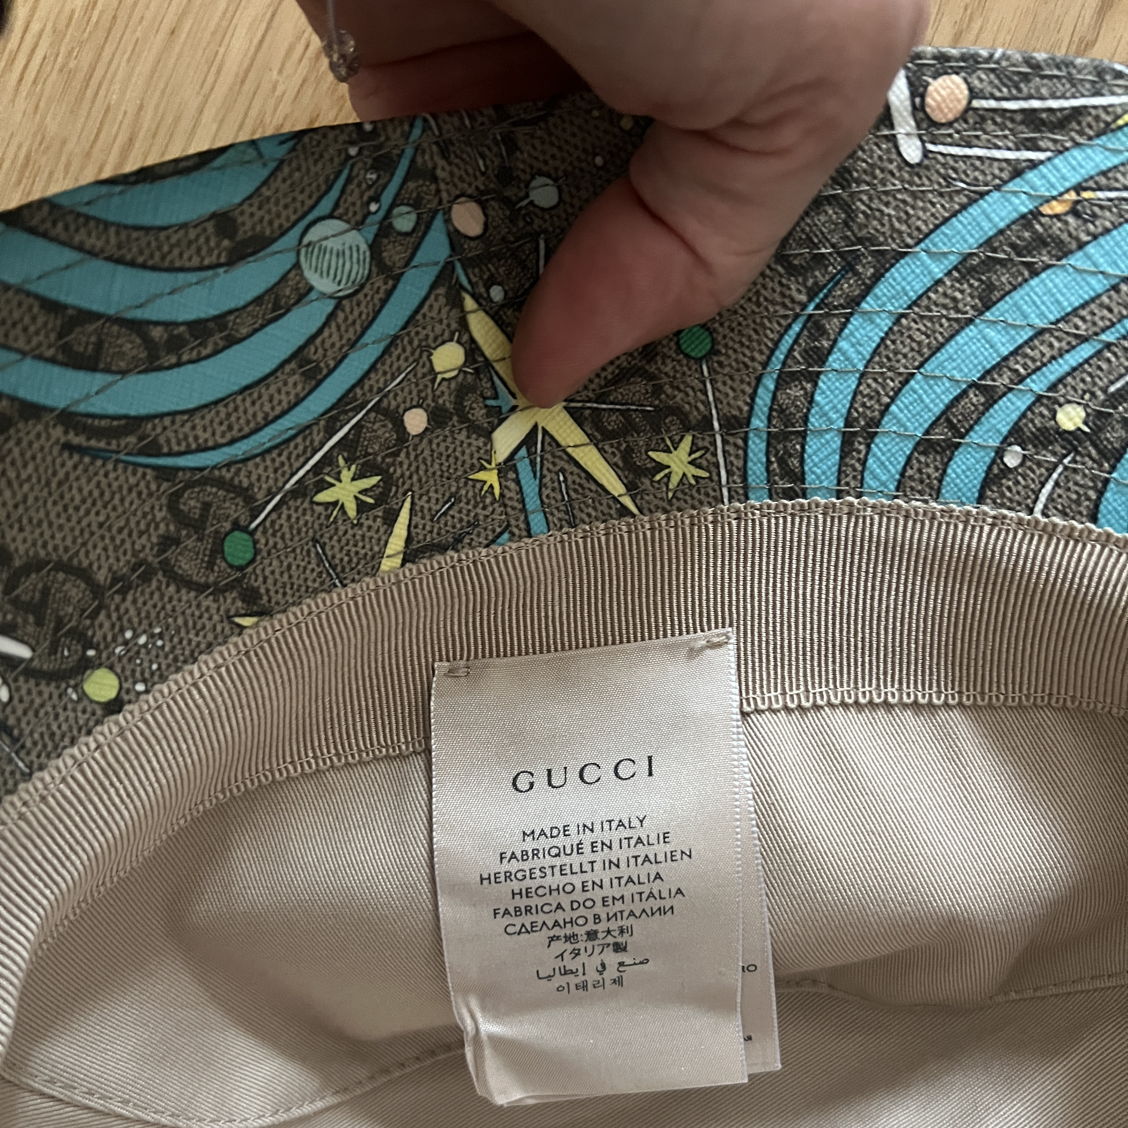 GUCCI
MADE IN ITALY
FABRIQUÉ EN ITALIE
HERGESTELLT IN ITALIEN
HECHO EN ITALIA
FABRICA DO EM ITÁLIA
СДЕЛАНО В ИТАЛИИ
产地:意大利
イタリア製
صنع في إيطاليا
이태리제